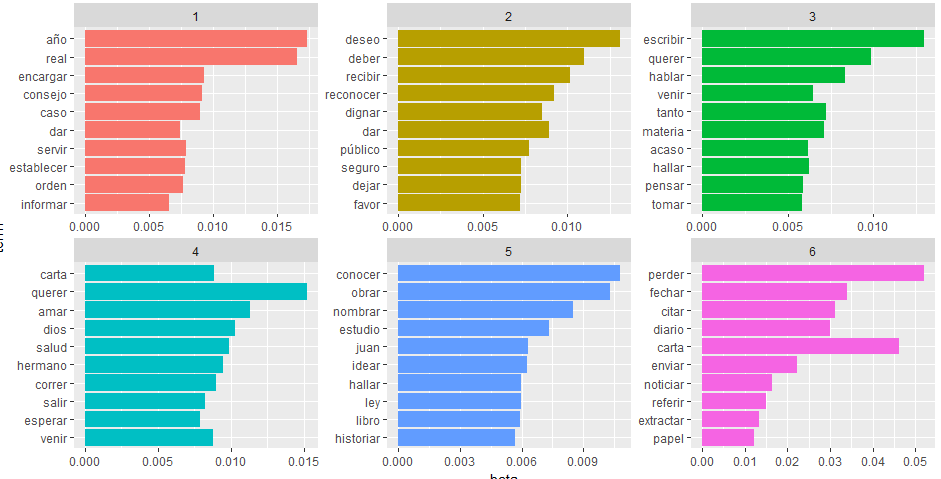 1
año
real
encargar
consejo
caso
dar
servir
establecer
orden
informar
0.000 0.005 0.010 0.015
2
deseo
deber
recibir
reconocer
dignar
dar
público
seguro
dejar
favor
0.000 0.005 0.010
3
escribir
querer
hablar
venir
tanto
materia
acaso
hallar
pensar
tomar
0.000 0.005 0.010
term
4
carta
querer
amar
dios
salud
hermano
correr
salir
esperar
venir
0.000 0.005 0.010 0.015
5
conocer
obrar
nombrar
estudio
juan
idear
hallar
ley
libro
historiar
0.000 0.003 0.006 0.009
6
perder
fechar
citar
diario
carta
enviar
noticiar
referir
extractar
papel
0.00 0.01 0.02 0.03 0.04 0.05
beta